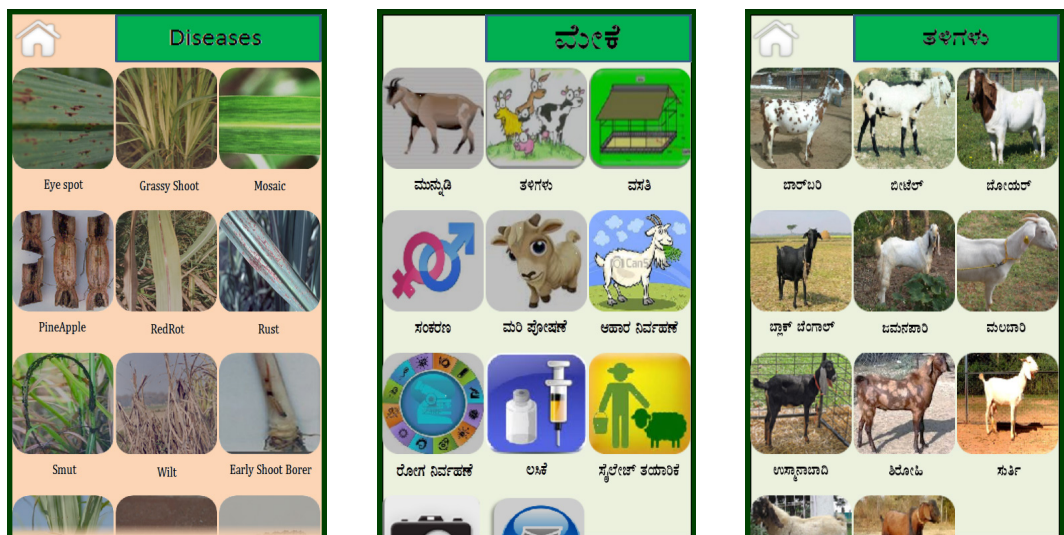 Diseases
Eye spot
Grassy Shoot
Mosaic
PineApple
RedRot
Rust
Smut
Wilt
Early Shoot Borer
ಮೇಕೆ
ಮುನ್ನುಡಿ
ತಳಿಗಳು
ವಸತಿ
ಸಂಕರಣ
ಮರಿ ಪೋಷಣೆ
ಆಹಾರ ನಿರ್ವಹಣೆ
ರೋಗ ನಿರ್ವಹಣೆ
ಲಸಿಕೆ
ಸೈಲೇಜ್ ತಯಾರಿಕೆ
ತಳಿಗಳು
ಬಾರ್‌ಬರಿ
ಬೀಟೆಲ್
ಬೋಯರ್
ಬ್ಲಾಕ್ ಬೆಂಗಾಲ್
ಜಮನಪಾರಿ
ಮಲಬಾರಿ
ಉಸ್ಮಾನಾಬಾದಿ
ಶಿರೋಹಿ
ಸುರ್ತಿ